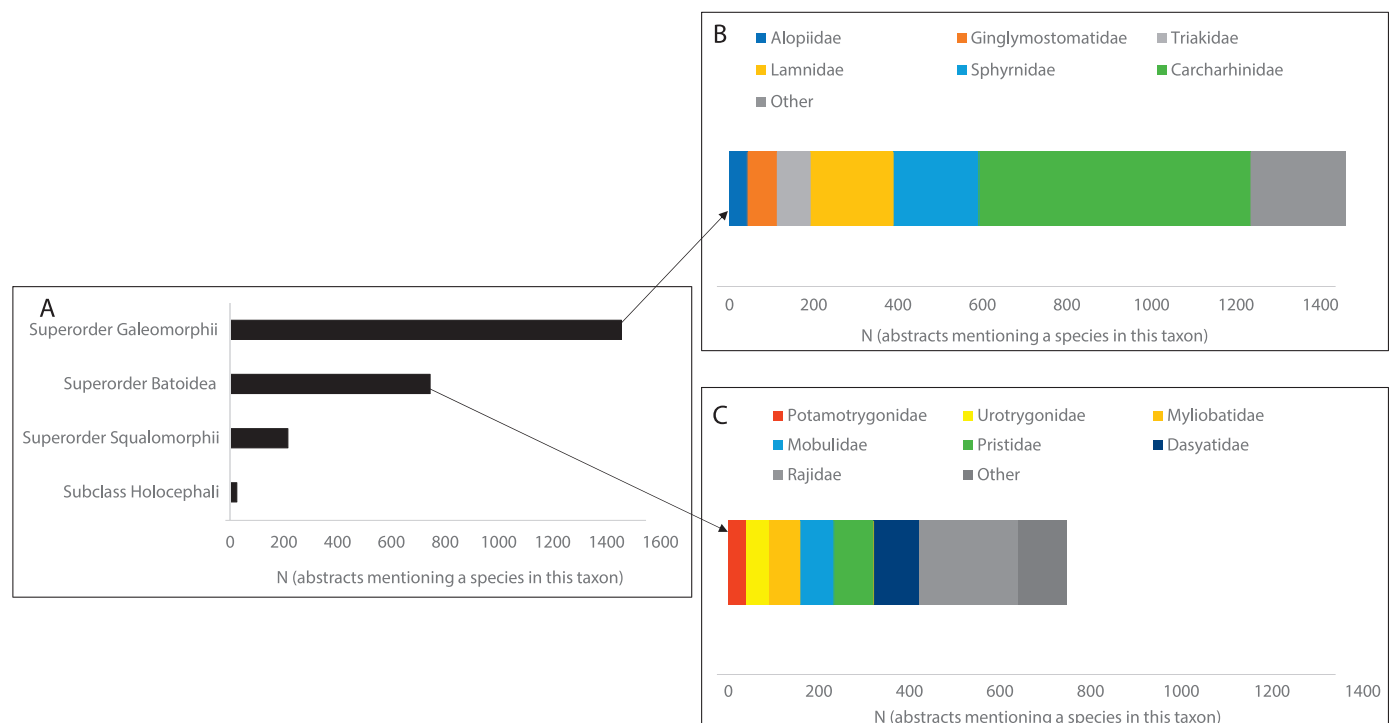 A
Superorder Galeomorphii
Superorder Batoidea
Superorder Squalomorphii
Subclass Holocephali
0 200 400 600 800 1000 1200 1400 1600
N (abstracts mentioning a species in this taxon)
B
Alopiidae Ginglymostomatidae Triakidae
Lamnidae Sphyrnidae Carcharhinidae
Other
0 200 400 600 800 1000 1200 1400
N (abstracts mentioning a species in this taxon)
C
Potamotrygonidae Urotrygonidae Myliobatidae
Mobulidae Pristidae Dasyatidae
Rajidae Other
0 200 400 600 800 1000 1200 1400
N (abstracts mentioning a species in this taxon)